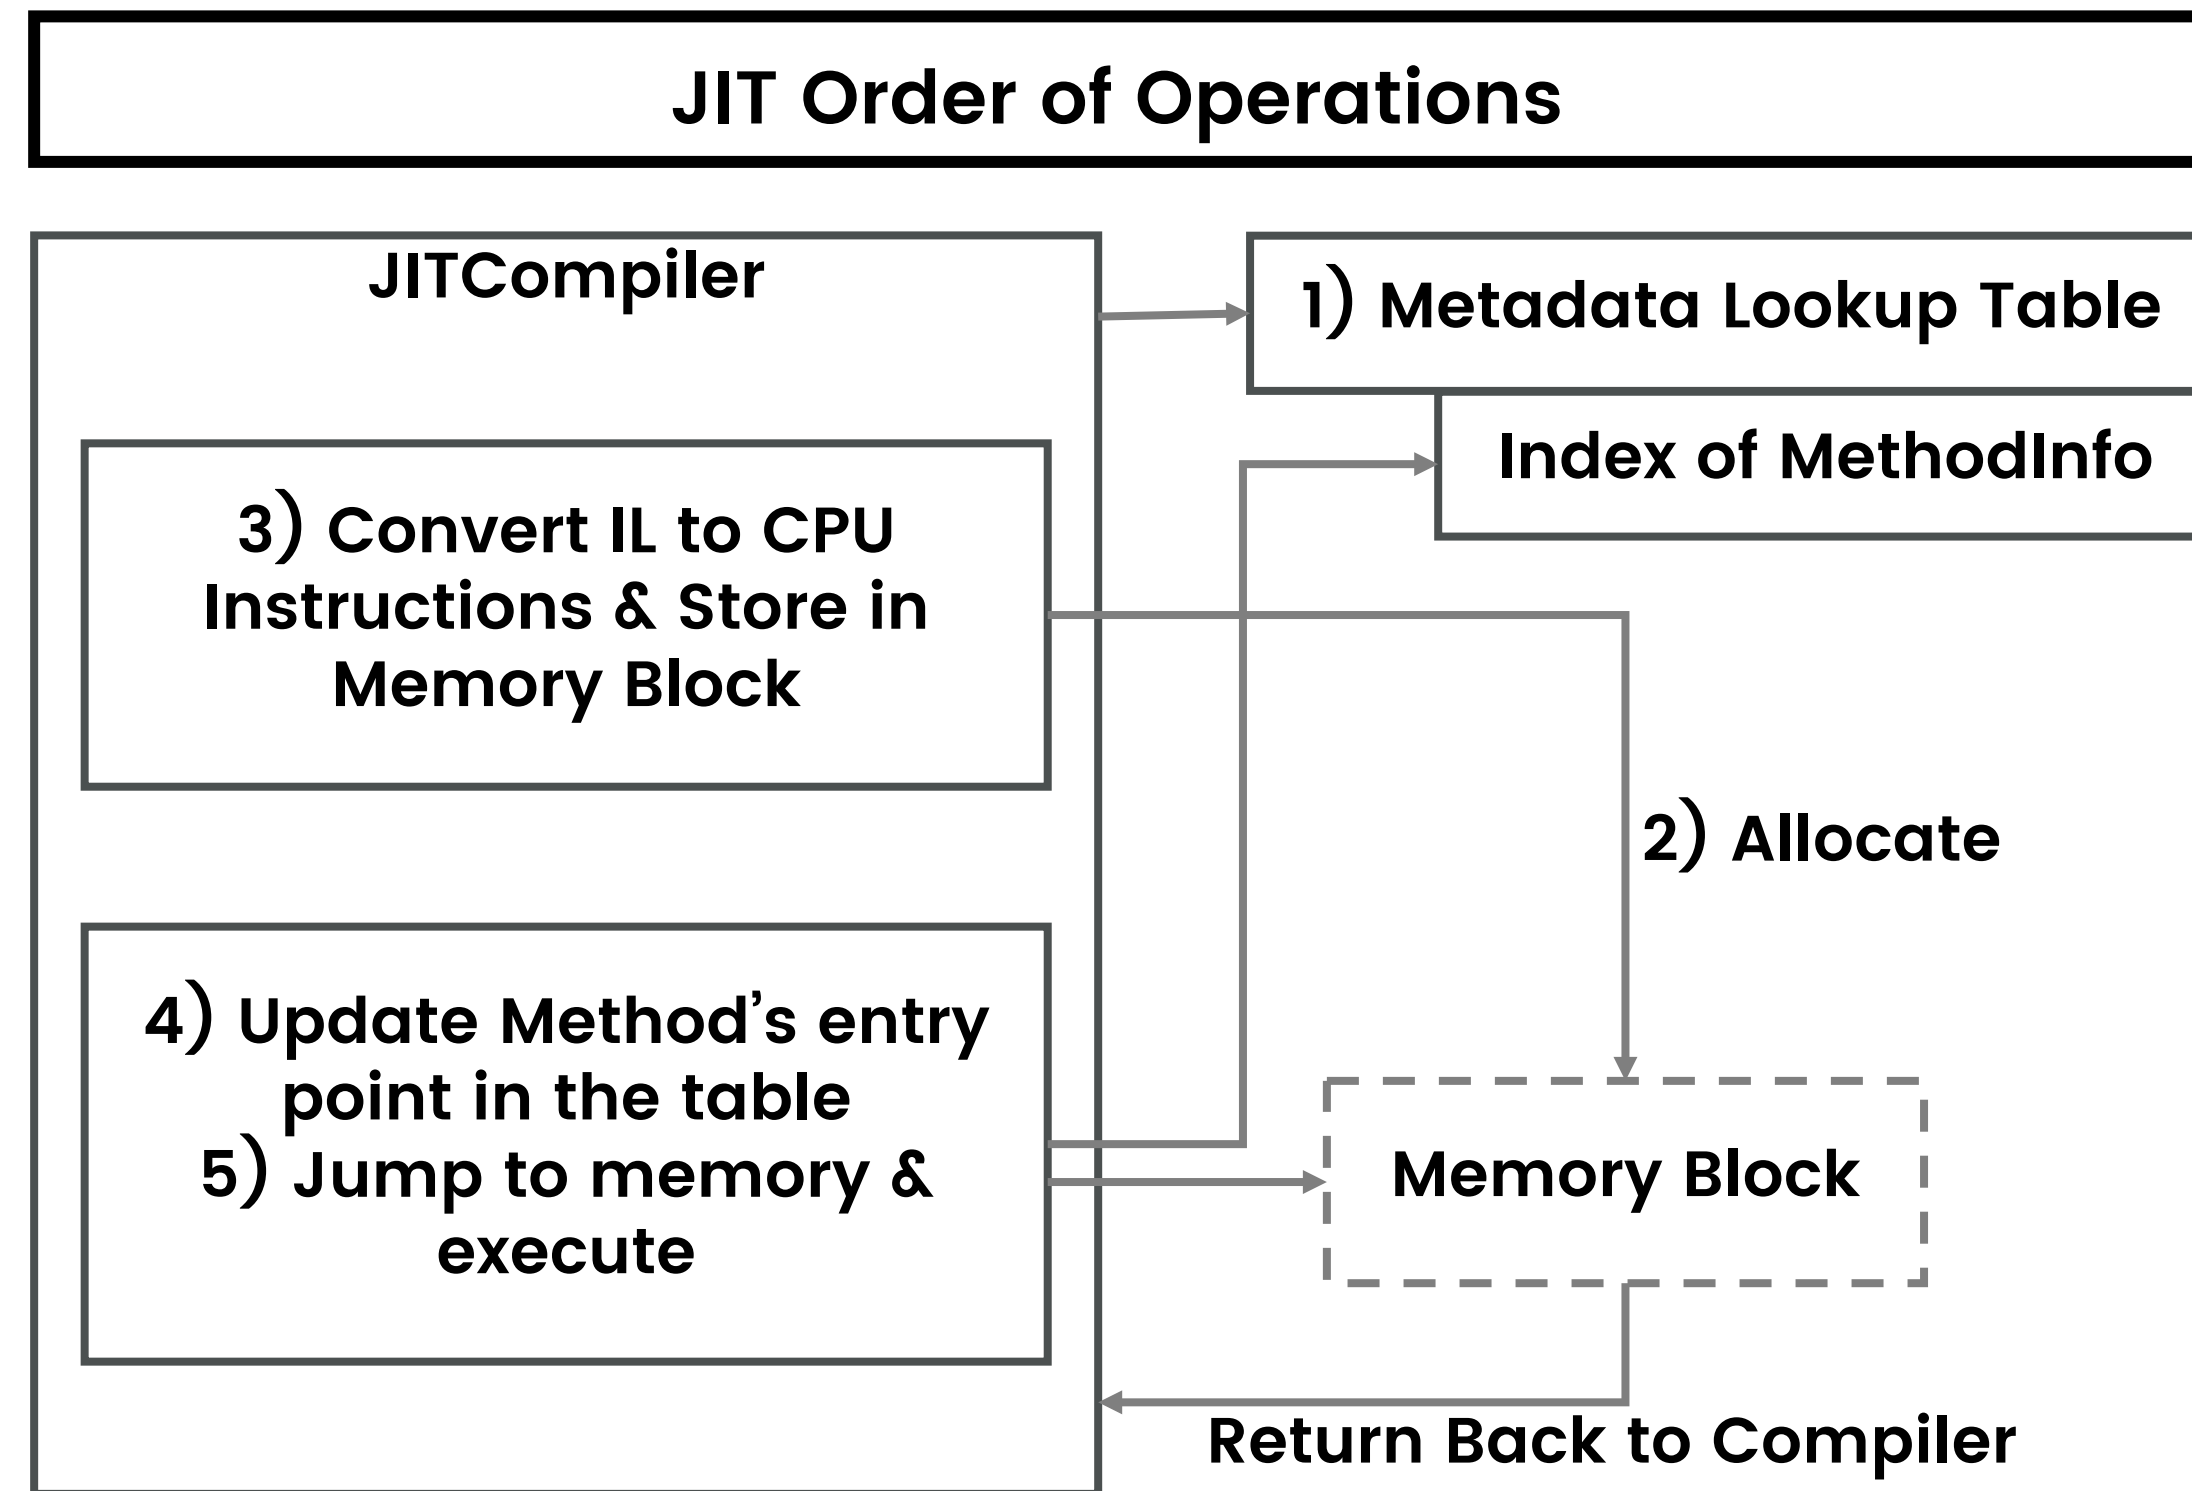 JIT Order of Operations
JITCompiler
1) Metadata Lookup Table
Index of MethodInfo
3) Convert IL to CPU
Instructions & Store in
Memory Block
2) Allocate
4) Update Method’s entry
point in the table
5) Jump to memory &
execute
Memory Block
Return Back to Compiler